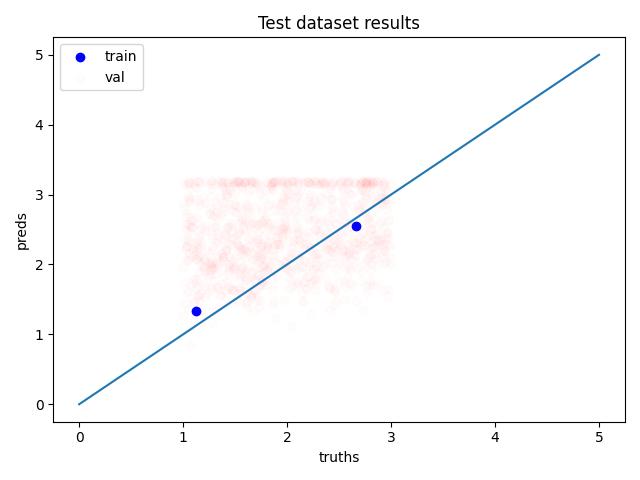 Test dataset results
train
val
preds
5
4
3
2
1
0
0 1 2 3 4 5
truths